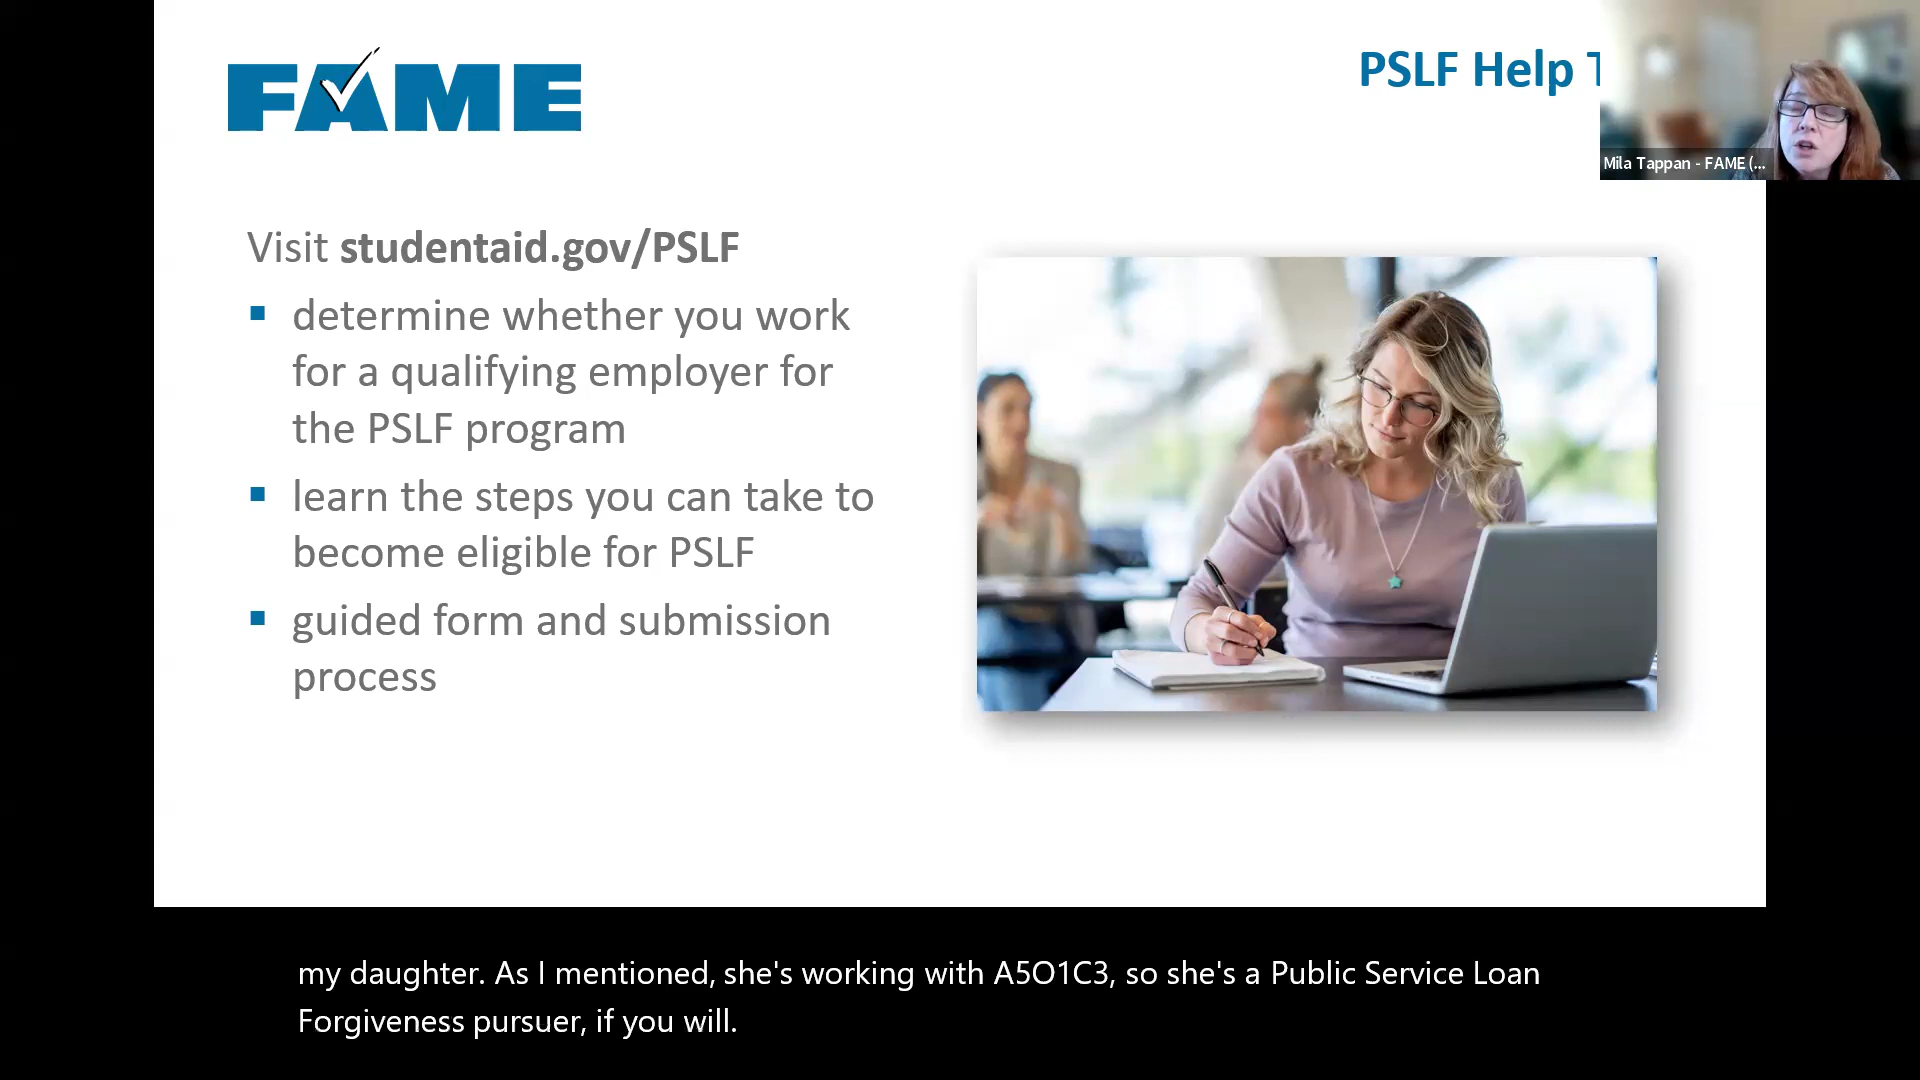 FAME
PSLF Help
Mila Tappan - FAME (...
Visit studentaid.gov/PSLF
determine whether you work
for a qualifying employer for
the PSLF program
learn the steps you can take to
become eligible for PSLF
guided form and submission
process
my daughter. As I mentioned, she's working with A5O1C3, so she's a Public Service Loan
Forgiveness pursuer, if you will.